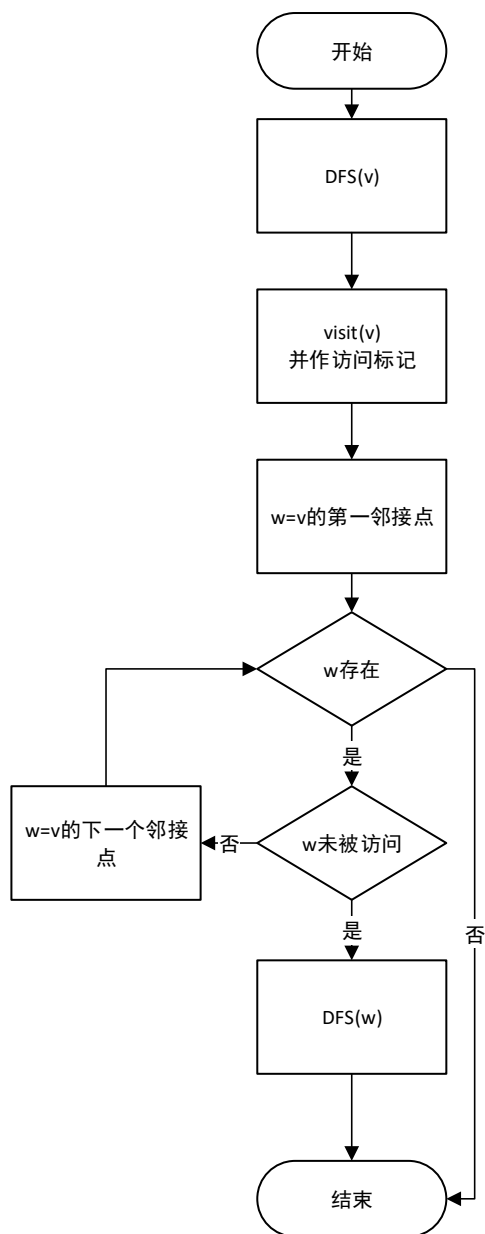 开始
DFS(v)
visit(v)
并作访问标记
w=v的第一邻接点
w存在
是
w=v的下一个邻接
点
否
w未被访问
是
否
DFS(w)
结束